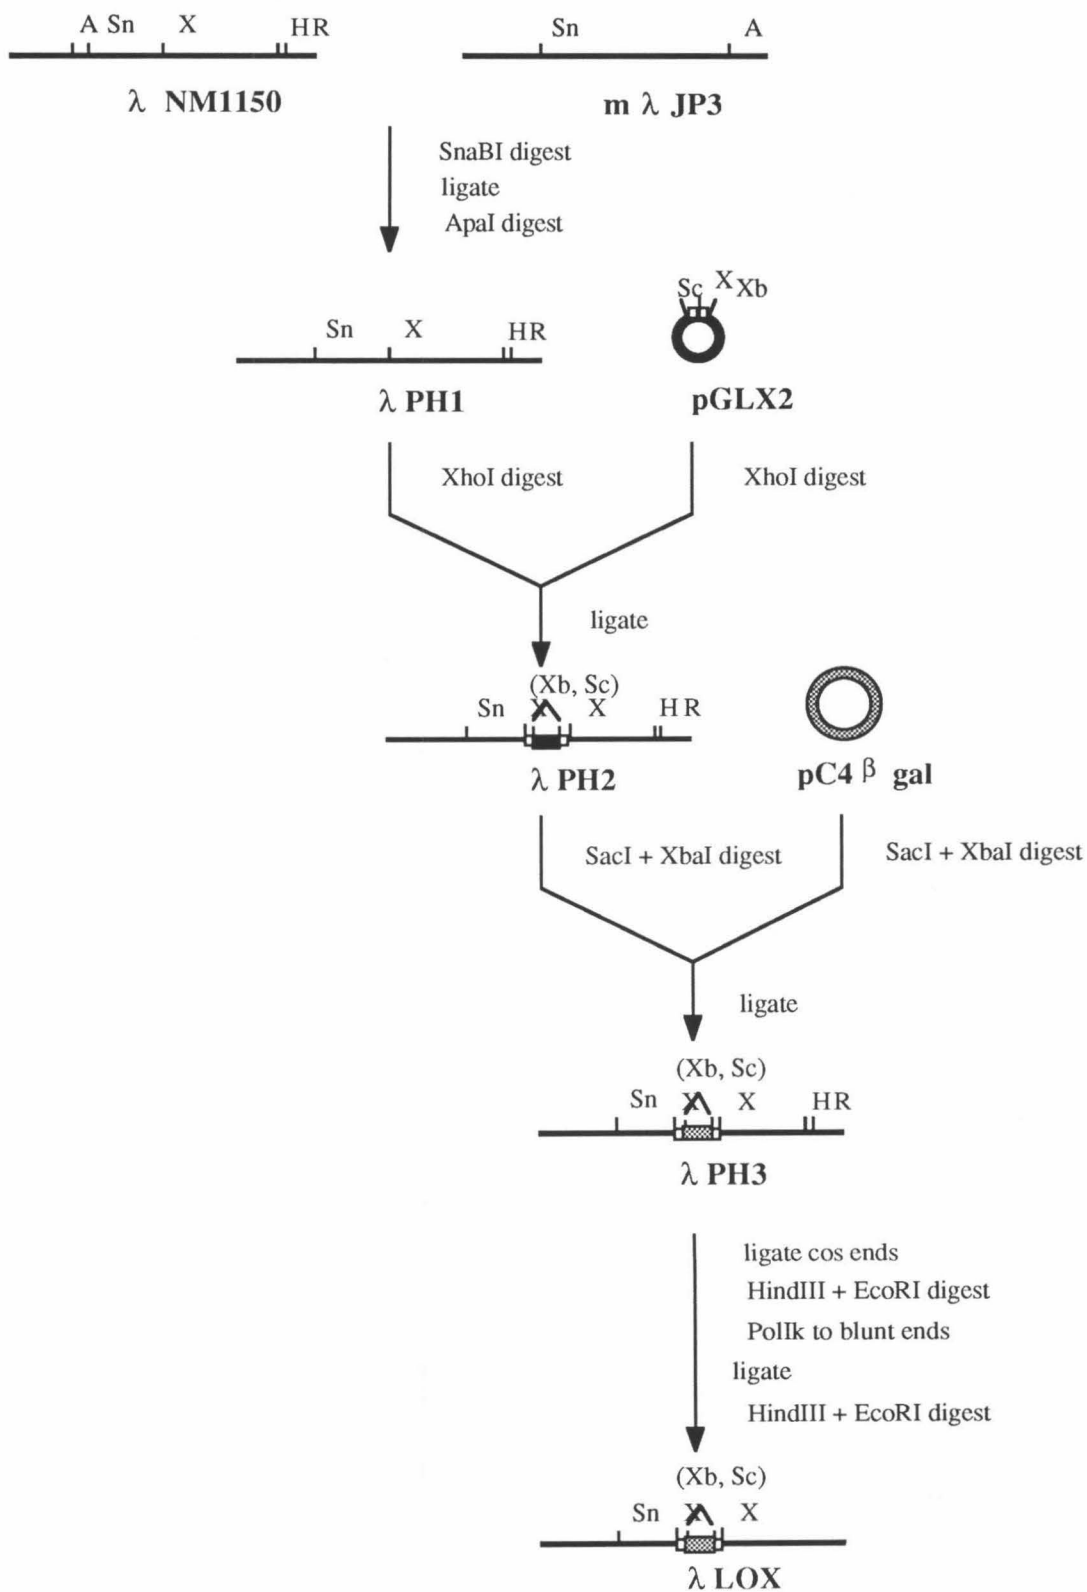 A Sn X HR
Sn A
λ NM1150
m λ JP3
SnaBI digest
ligate
ApaI digest
Sc X Xb
Sn X HR
λ PH1
pGLX2
XhoI digest
XhoI digest
ligate
(Xb, Sc)
Sn X X HR
λ PH2
pC4 β gal
SacI + XbaI digest
SacI + XbaI digest
ligate
(Xb, Sc)
Sn X X HR
λ PH3
ligate cos ends
HindIII + EcoRI digest
PolIk to blunt ends
ligate
HindIII + EcoRI digest
(Xb, Sc)
Sn X X
λ LOX